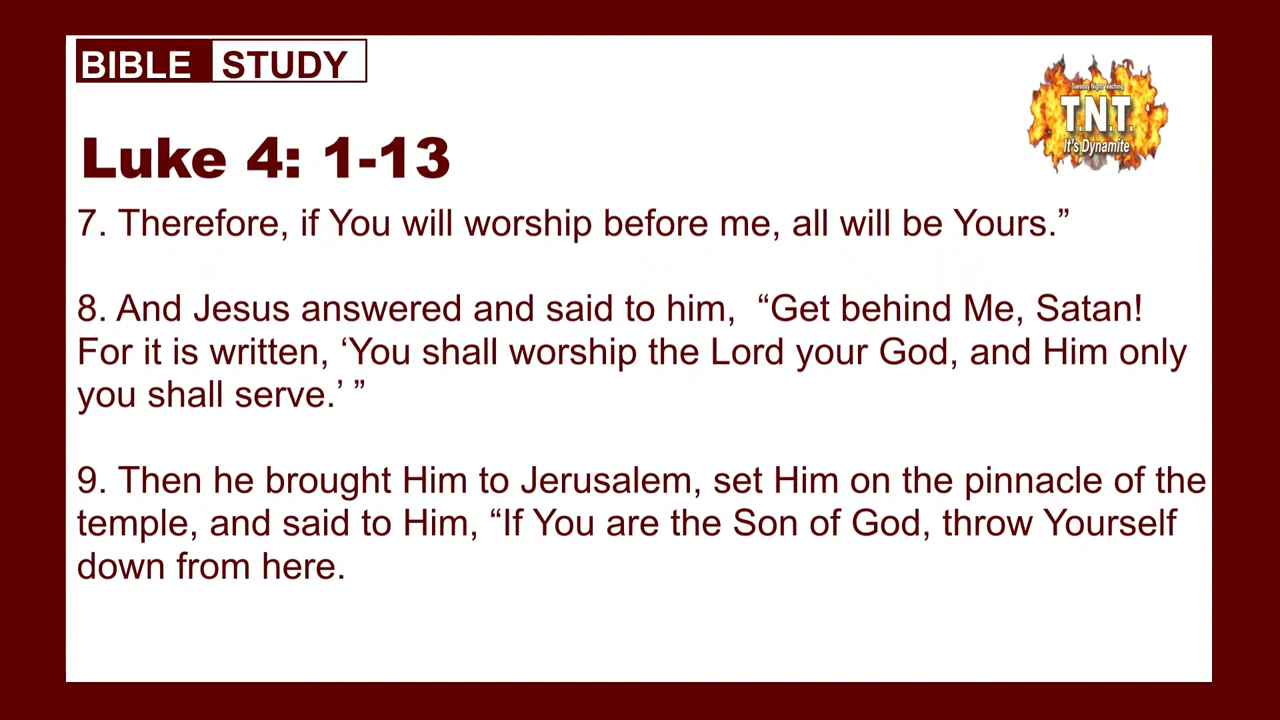 BIBLE STUDY
Tuesday Night Teaching
T.N.T.
It's Dynamite
Luke 4: 1-13
7. Therefore, if You will worship before me, all will be Yours.”
8. And Jesus answered and said to him,  “Get behind Me, Satan!
For it is written, ‘You shall worship the Lord your God, and Him only
you shall serve.’ ”
9. Then he brought Him to Jerusalem, set Him on the pinnacle of the
temple, and said to Him, “If You are the Son of God, throw Yourself
down from here.